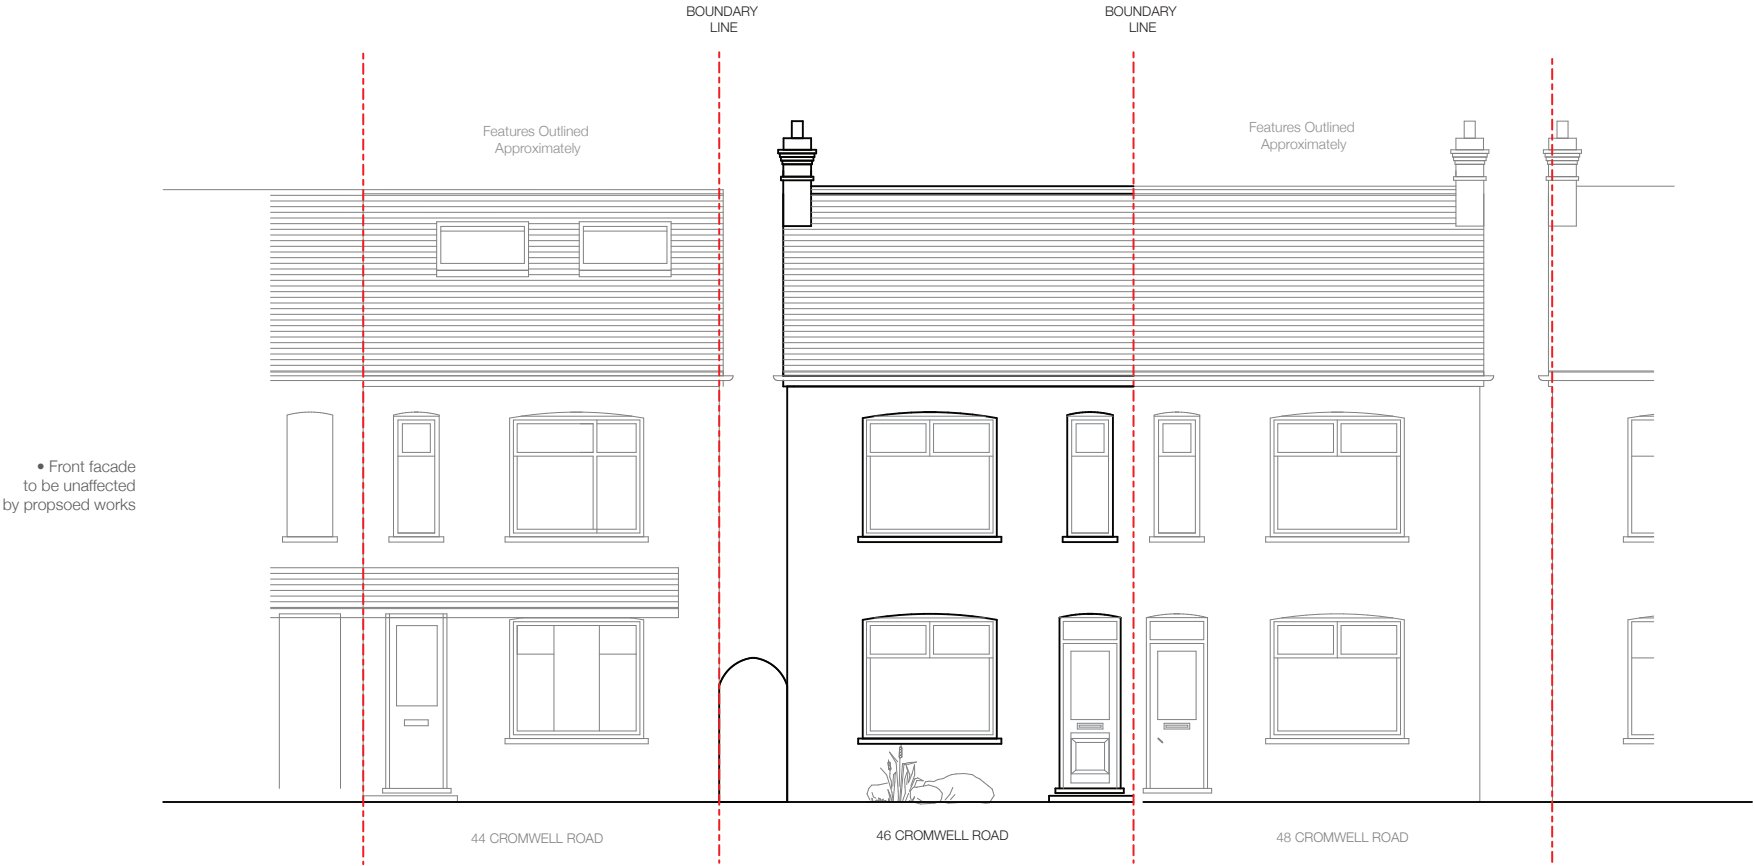 BOUNDARY
LINE
BOUNDARY
LINE
Features Outlined
Approximately
Features Outlined
Approximately
• Front facade
to be unaffected
by propsoed works
44 CROMWELL ROAD
46 CROMWELL ROAD
48 CROMWELL ROAD